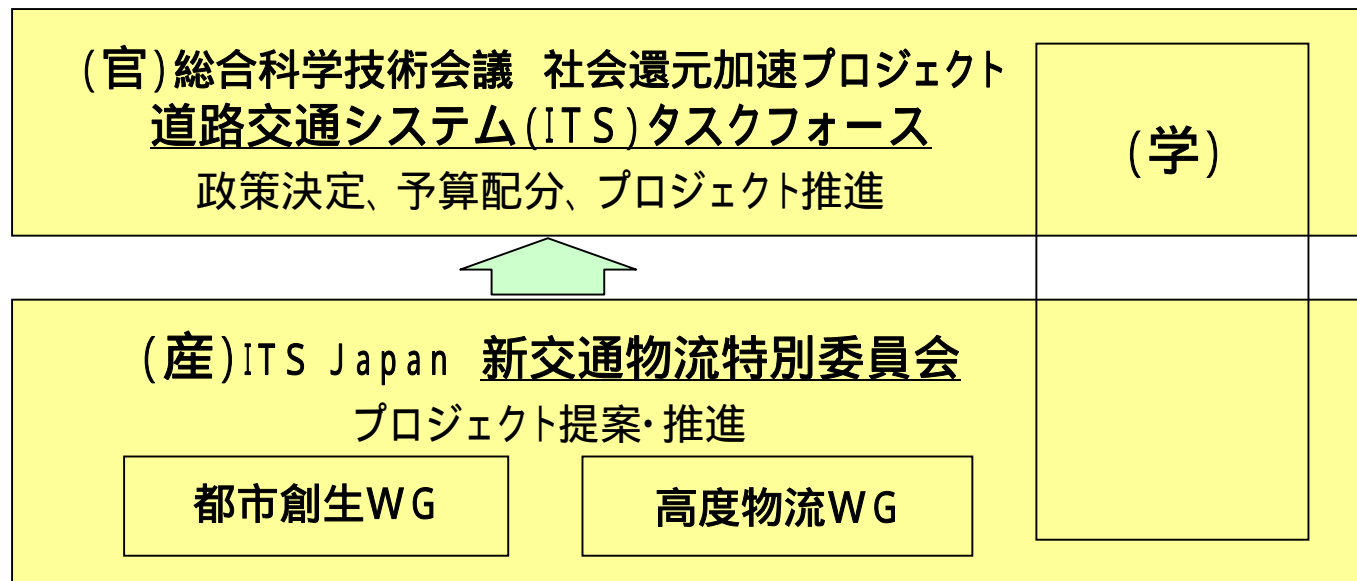 (官)総合科学技術会議 社会還元加速プロジェクト
道路交通システム(ITS)タスクフォース
政策決定、予算配分、プロジェクト推進
(学)
(産)ITS Japan 新交通物流特別委員会
プロジェクト提案・推進
都市創生WG
高度物流WG